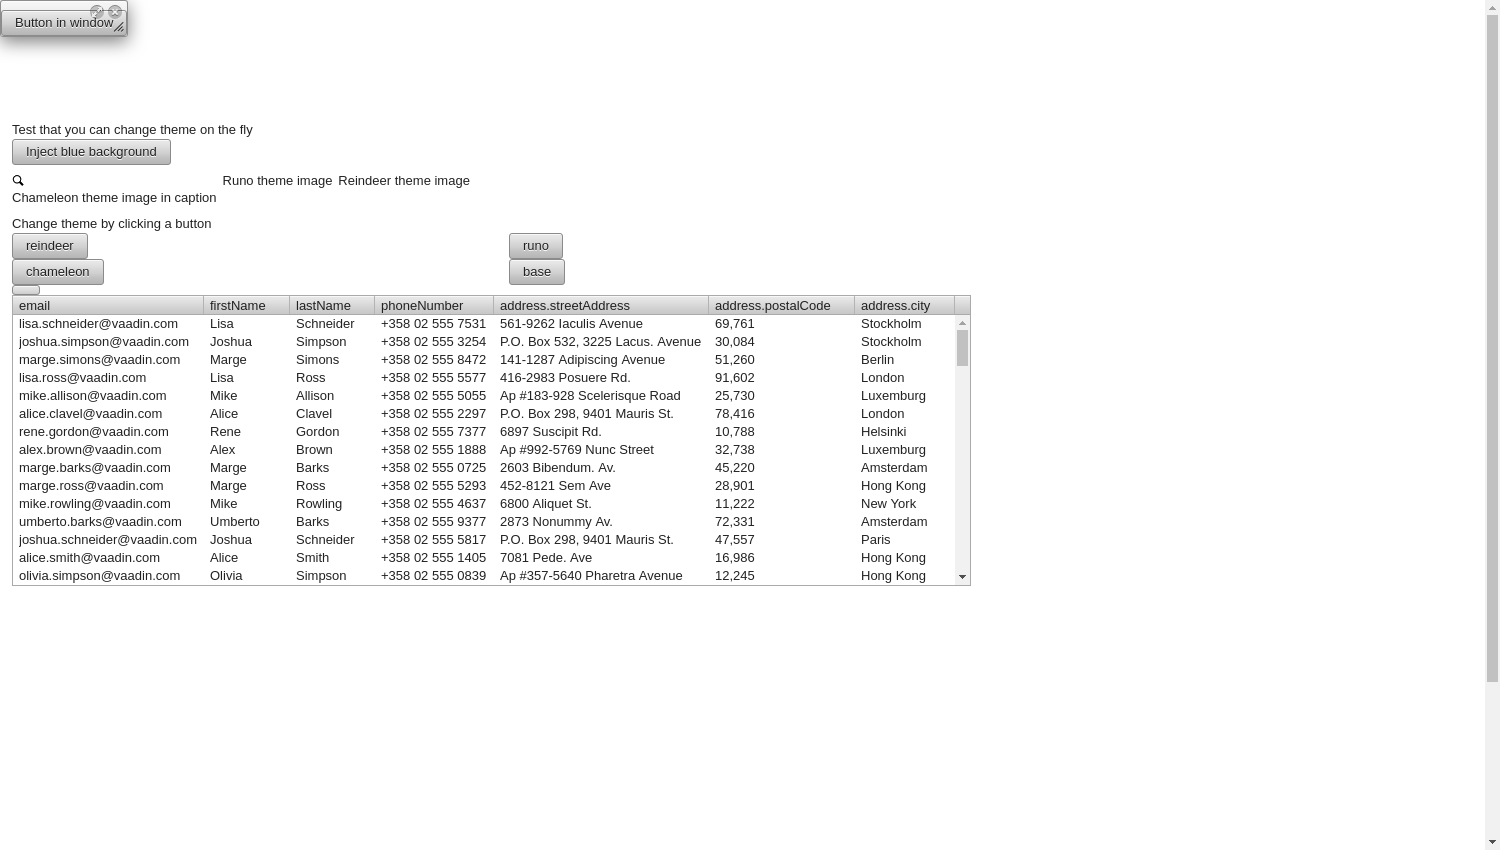 Button in window
Test that you can change theme on the fly
Inject blue background
Runo theme image Reindeer theme image
Chameleon theme image in caption
Change theme by clicking a button
reindeer runo
chameleon base
email firstName lastName phoneNumber address.streetAddress address.postalCode address.city
lisa.schneider@vaadin.com Lisa Schneider +358 02 555 7531 561-9262 Iaculis Avenue 69,761 Stockholm
joshua.simpson@vaadin.com Joshua Simpson +358 02 555 3254 P.O. Box 532, 3225 Lacus. Avenue 30,084 Stockholm
marge.simons@vaadin.com Marge Simons +358 02 555 8472 141-1287 Adipiscing Avenue 51,260 Berlin
lisa.ross@vaadin.com Lisa Ross +358 02 555 5577 416-2983 Posuere Rd. 91,602 London
mike.allison@vaadin.com Mike Allison +358 02 555 5055 Ap #183-928 Scelerisque Road 25,730 Luxemburg
alice.clavel@vaadin.com Alice Clavel +358 02 555 2297 P.O. Box 298, 9401 Mauris St. 78,416 London
rene.gordon@vaadin.com Rene Gordon +358 02 555 7377 6897 Suscipit Rd. 10,788 Helsinki
alex.brown@vaadin.com Alex Brown +358 02 555 1888 Ap #992-5769 Nunc Street 32,738 Luxemburg
marge.barks@vaadin.com Marge Barks +358 02 555 0725 2603 Bibendum. Av. 45,220 Amsterdam
marge.ross@vaadin.com Marge Ross +358 02 555 5293 452-8121 Sem Ave 28,901 Hong Kong
mike.rowling@vaadin.com Mike Rowling +358 02 555 4637 6800 Aliquet St. 11,222 New York
umberto.barks@vaadin.com Umberto Barks +358 02 555 9377 2873 Nonummy Av. 72,331 Amsterdam
joshua.schneider@vaadin.com Joshua Schneider +358 02 555 5817 P.O. Box 298, 9401 Mauris St. 47,557 Paris
alice.smith@vaadin.com Alice Smith +358 02 555 1405 7081 Pede. Ave 16,986 Hong Kong
olivia.simpson@vaadin.com Olivia Simpson +358 02 555 0839 Ap #357-5640 Pharetra Avenue 12,245 Hong Kong